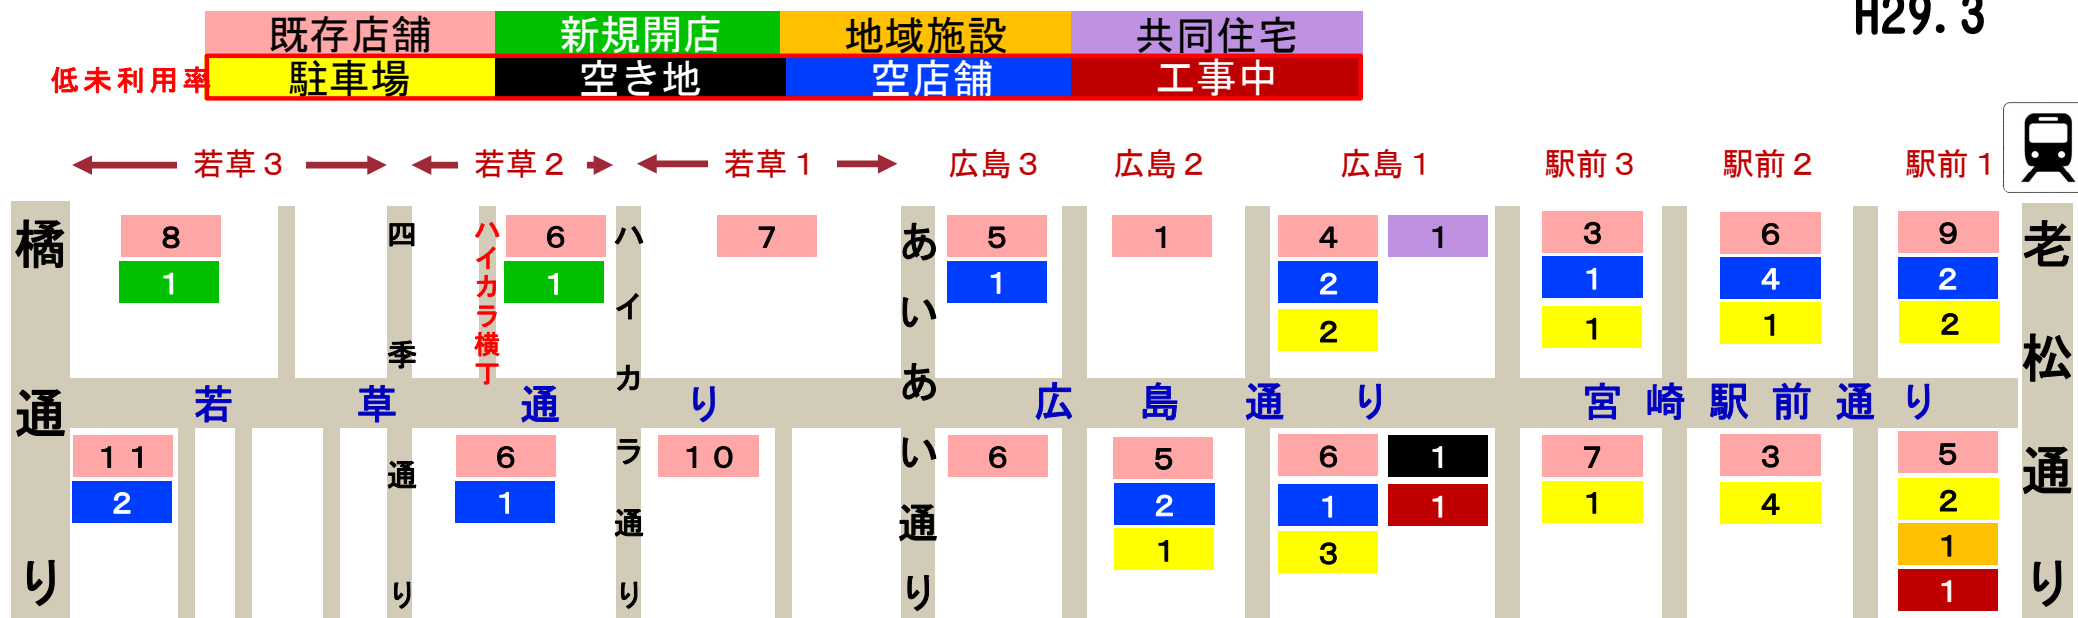 H29.3
既存店舗 新規開店 地域施設 共同住宅
低未利用率 駐車場 空き地 空店舗 工事中
若草3 若草2 若草1 広島3 広島2 広島1 駅前3 駅前2 駅前1
橘通り
四季通り
ハイカラ横丁
ハイカラ通り
あいあい通り
老松通り
8 6 7 5 1 4 1 3 6 9
1 1 1 2 1 4 2
2 1 1 2
若草通り 広島通り 宮崎駅前通り
11 6 10 6 5 6 1 7 3 5
2 1 2 1 1 1 4 2
1 3 1
1